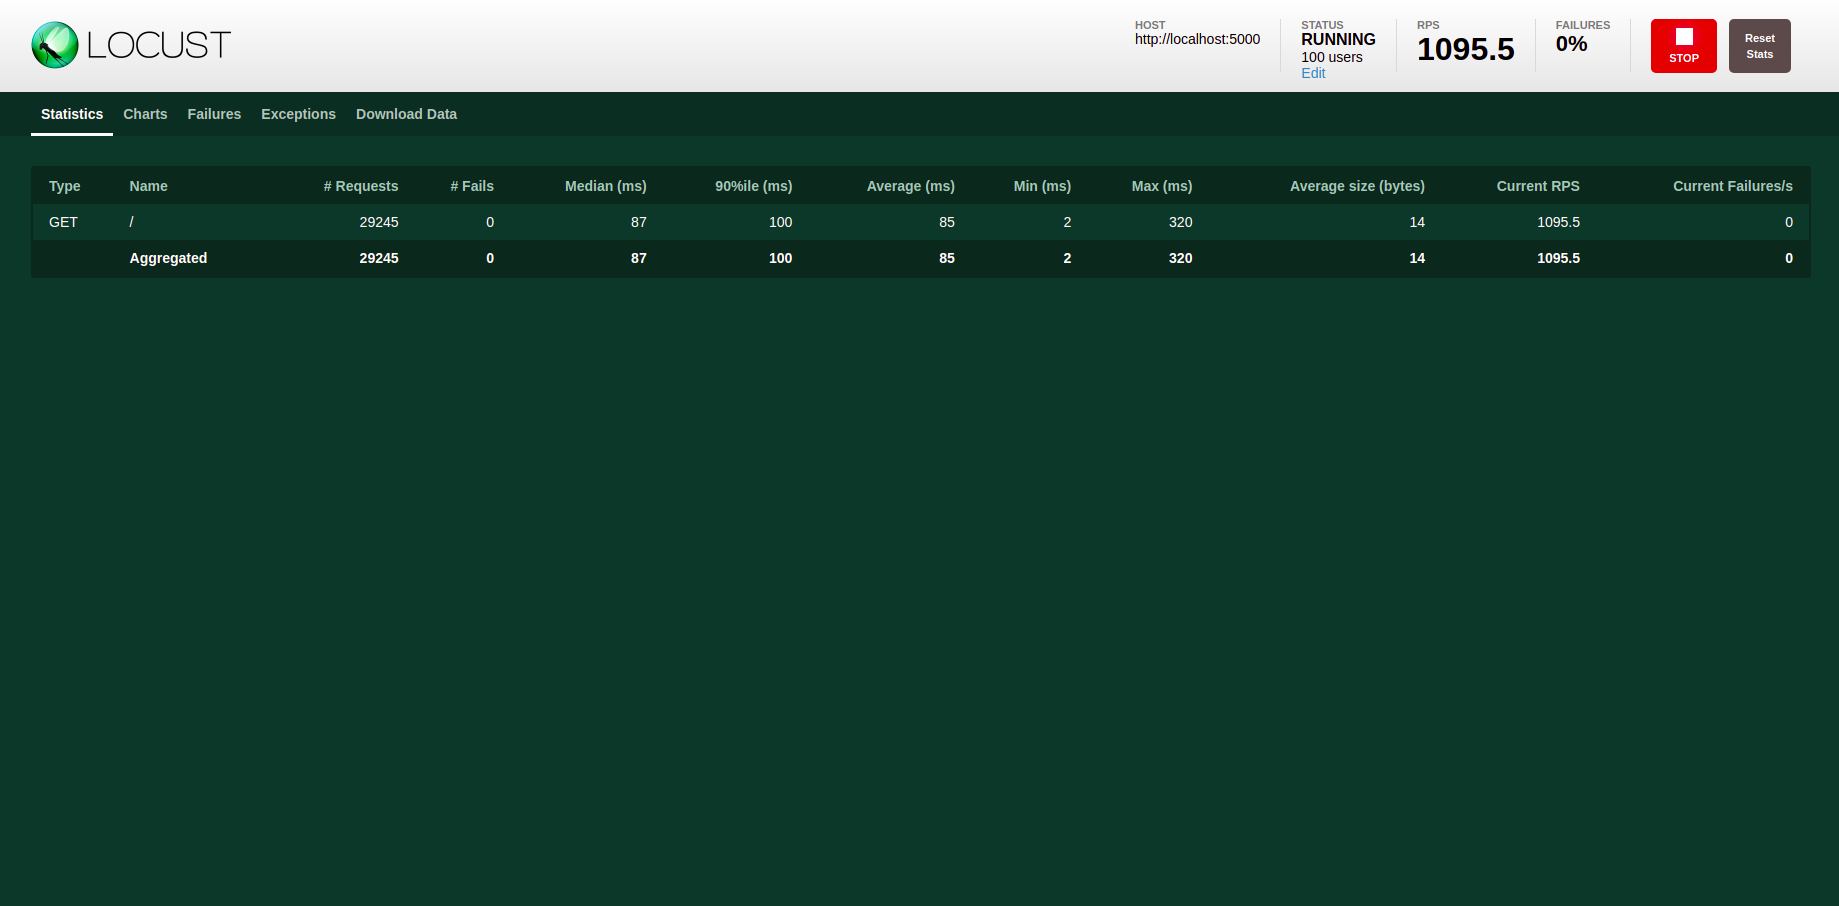 LOCUST
HOST
http://localhost:5000
STATUS
RUNNING
100 users
Edit
RPS
1095.5
FAILURES
0%
STOP
Reset
Stats
Statistics Charts Failures Exceptions Download Data
Type Name # Requests # Fails Median (ms) 90%ile (ms) Average (ms) Min (ms) Max (ms) Average size (bytes) Current RPS Current Failures/s
GET / 29245 0 87 100 85 2 320 14 1095.5 0
Aggregated 29245 0 87 100 85 2 320 14 1095.5 0